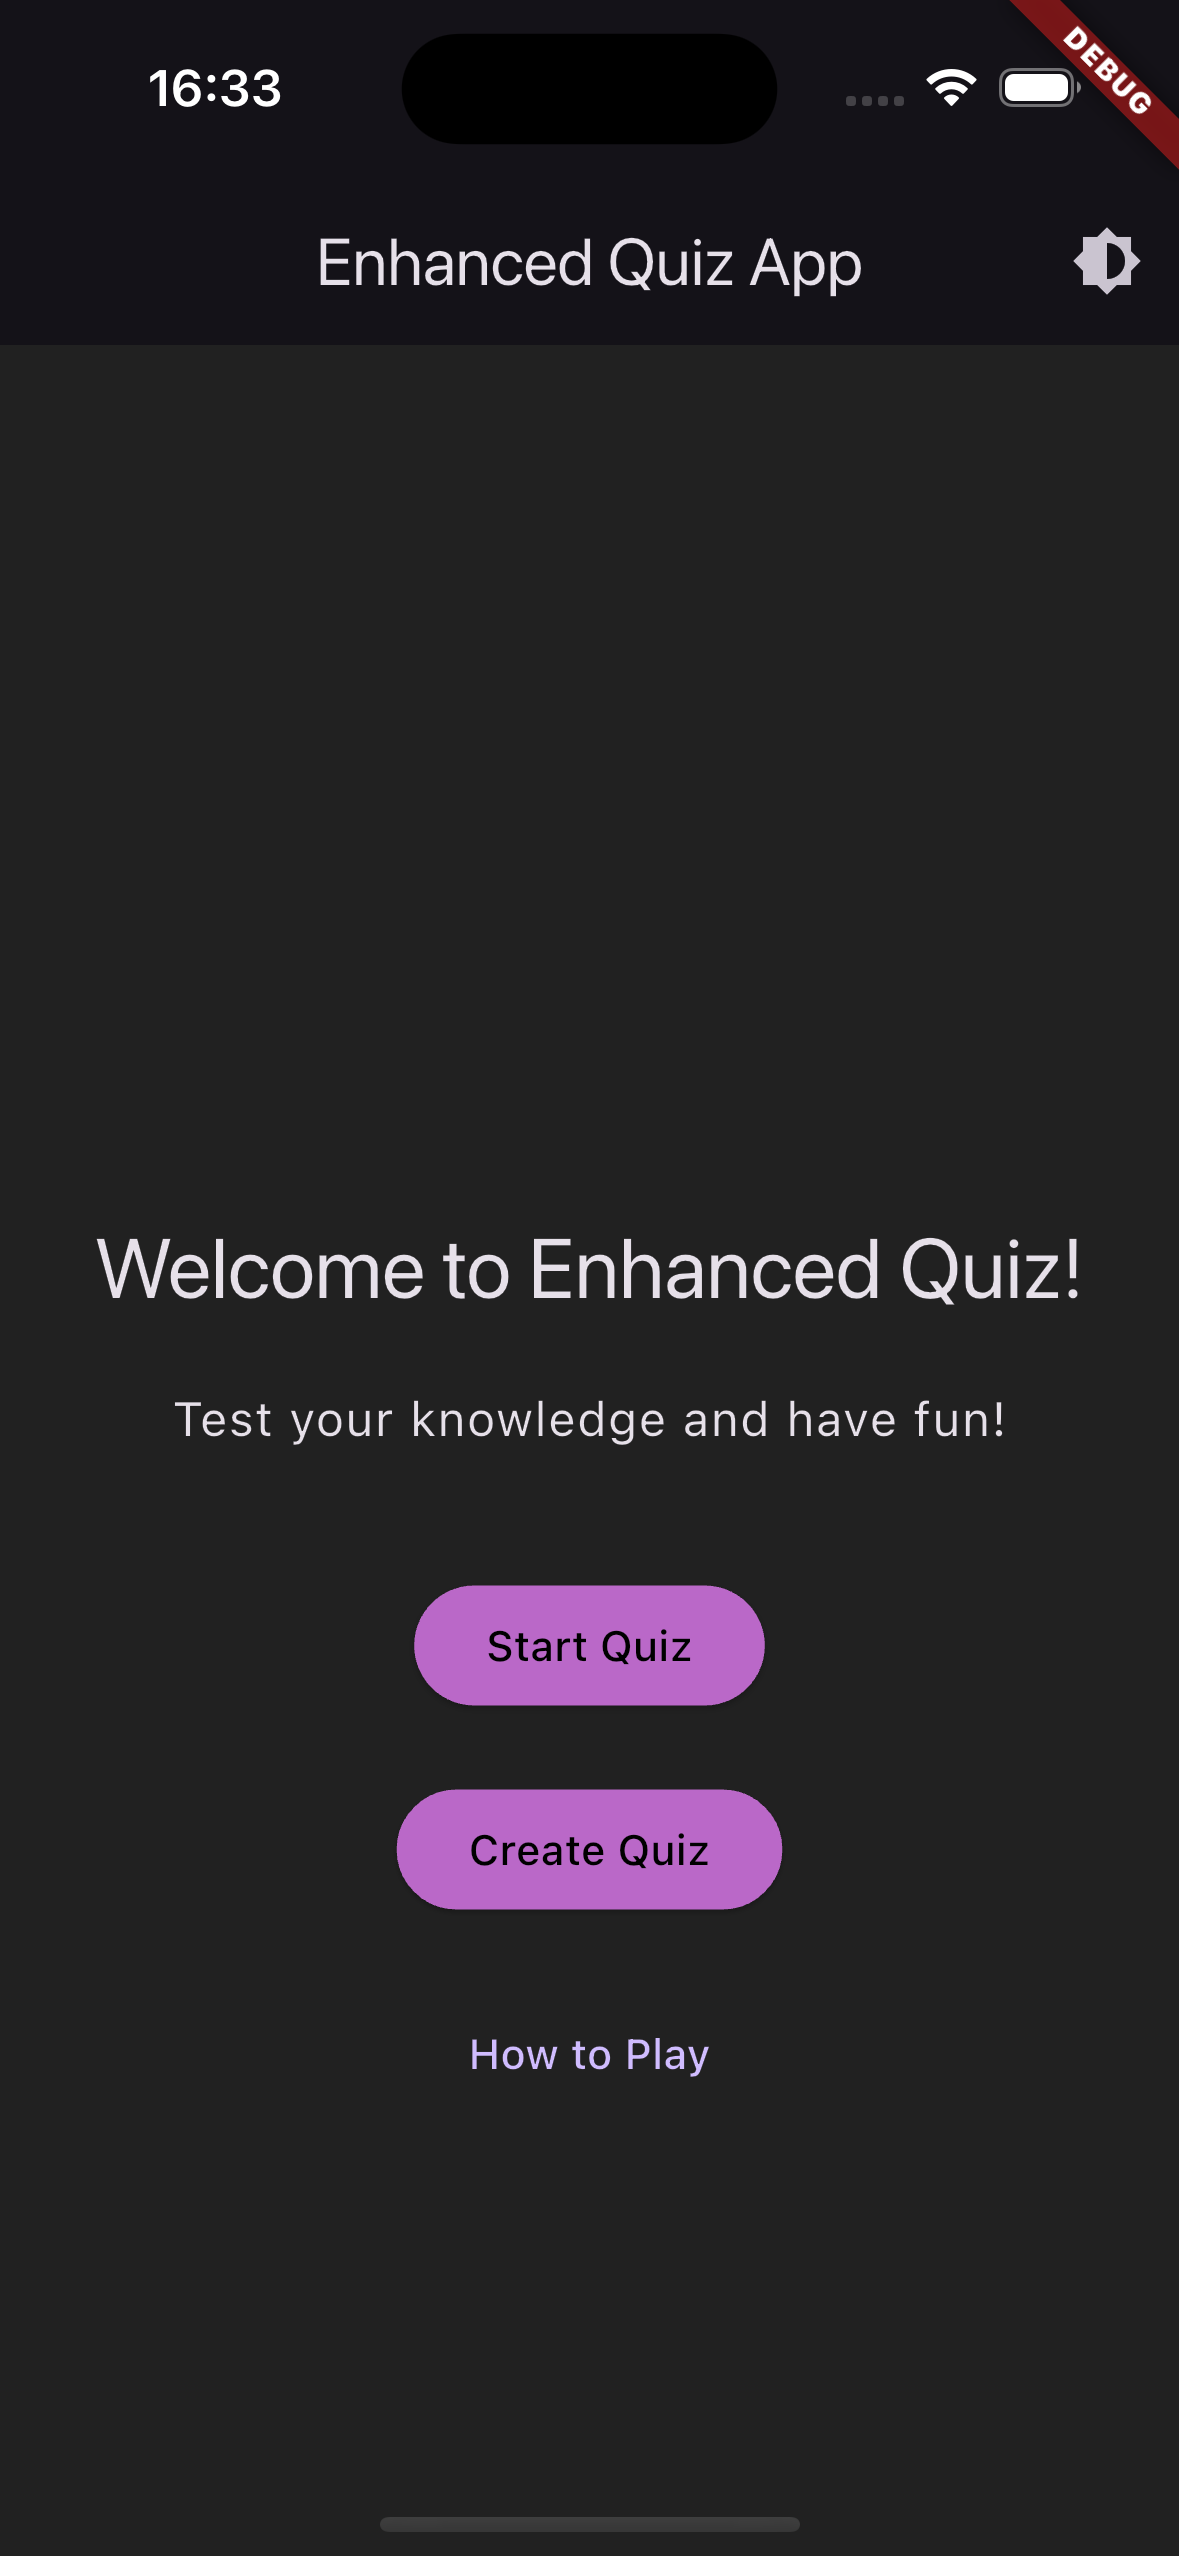 16:33
DEBUG
Enhanced Quiz App
Welcome to Enhanced Quiz!
Test your knowledge and have fun!
Start Quiz
Create Quiz
How to Play